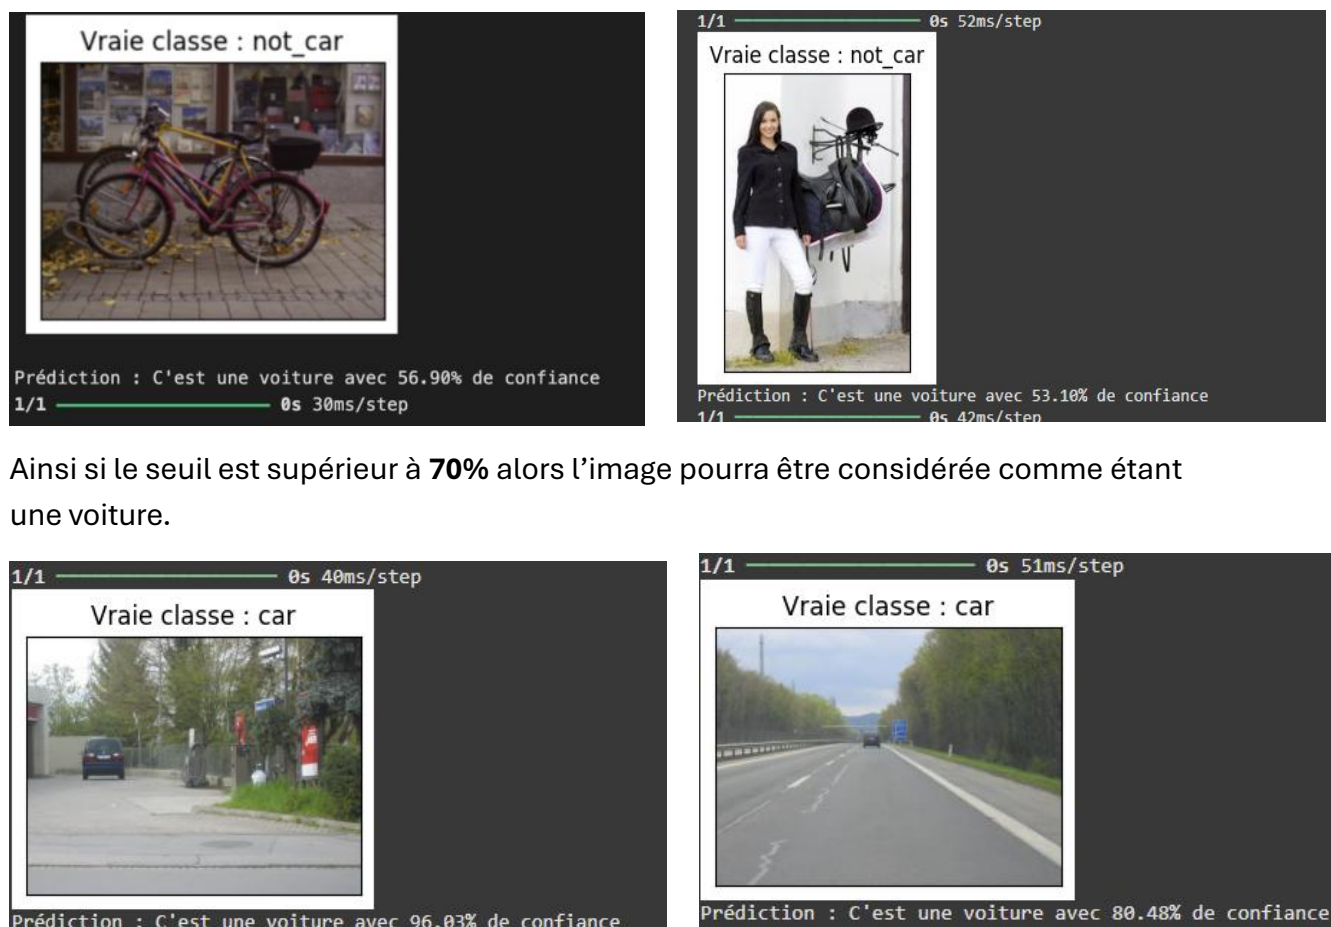 Vraie classe : not_car
Prédiction : C'est une voiture avec 56.90% de confiance
1/1 0s 30ms/step
1/1 0s 52ms/step
Vraie classe : not_car
Prédiction : C'est une voiture avec 53.10% de confiance
1/1 0s 42ms/step
Ainsi si le seuil est supérieur à 70% alors l'image pourra être considérée comme étant
une voiture.
1/1 0s 40ms/step
Vraie classe : car
Prédiction : C'est une voiture avec 96.03% de confiance
1/1 0s 51ms/step
Vraie classe : car
Prédiction : C'est une voiture avec 80.48% de confiance